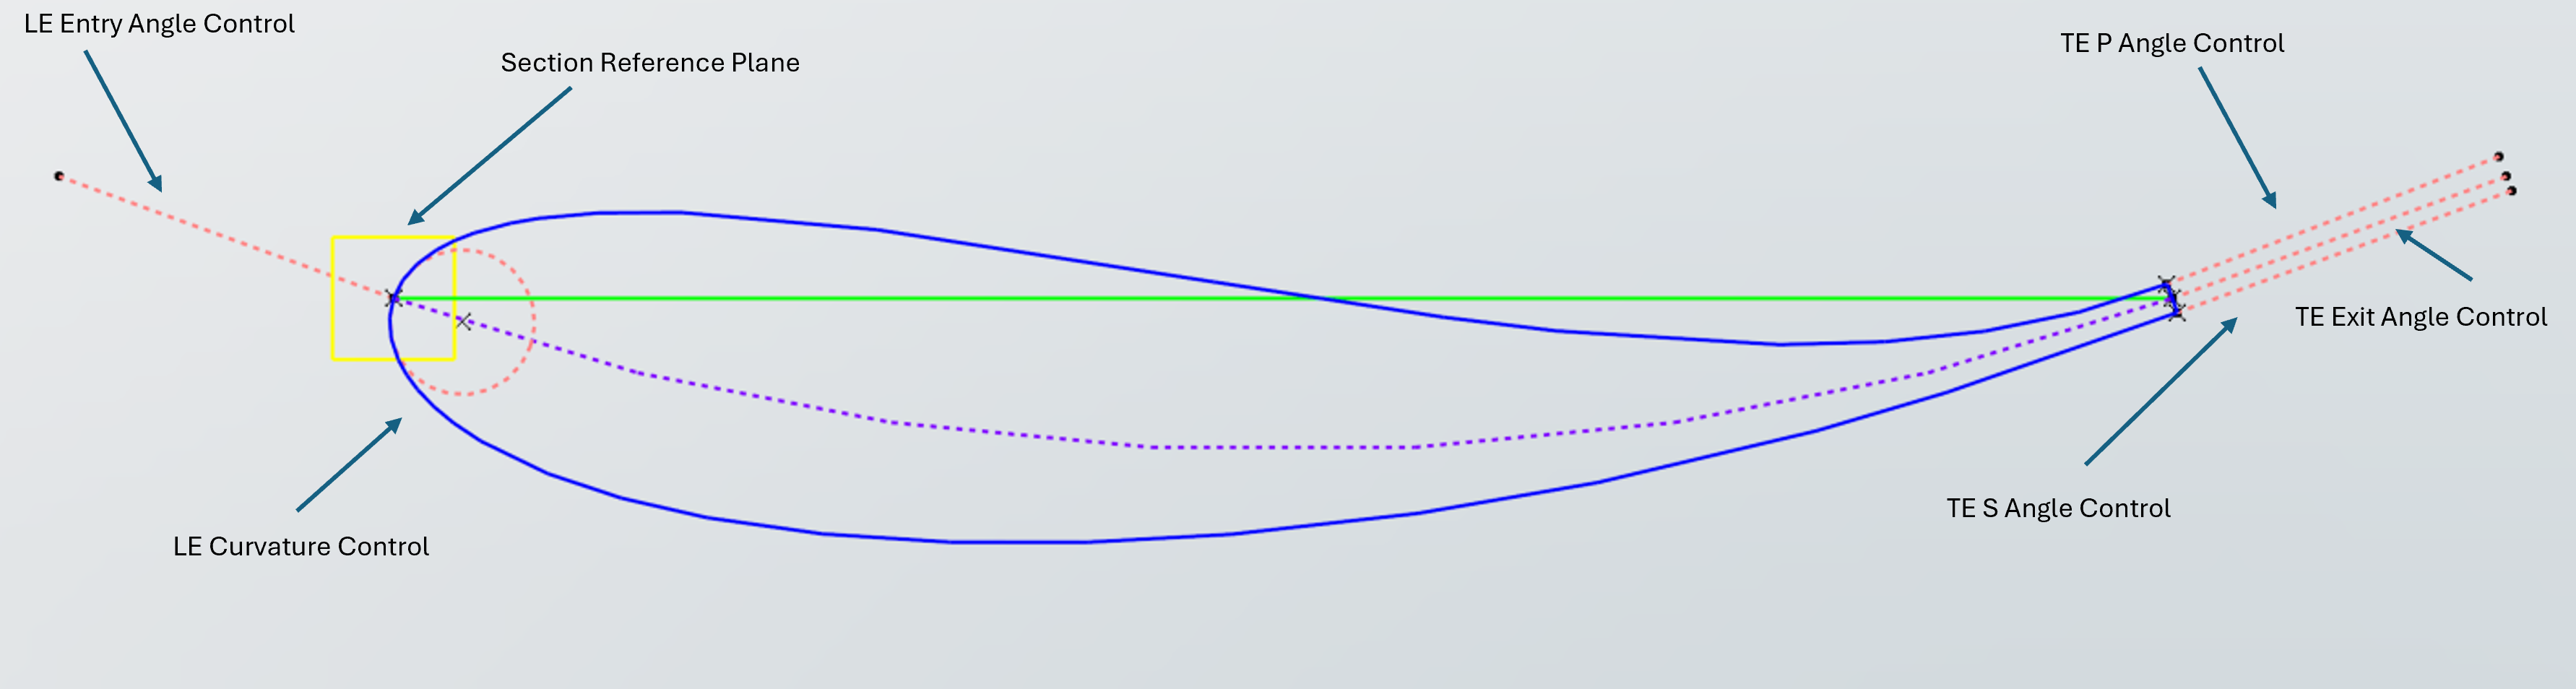 LE Entry Angle Control
TE P Angle Control
Section Reference Plane
TE Exit Angle Control
TE S Angle Control
LE Curvature Control